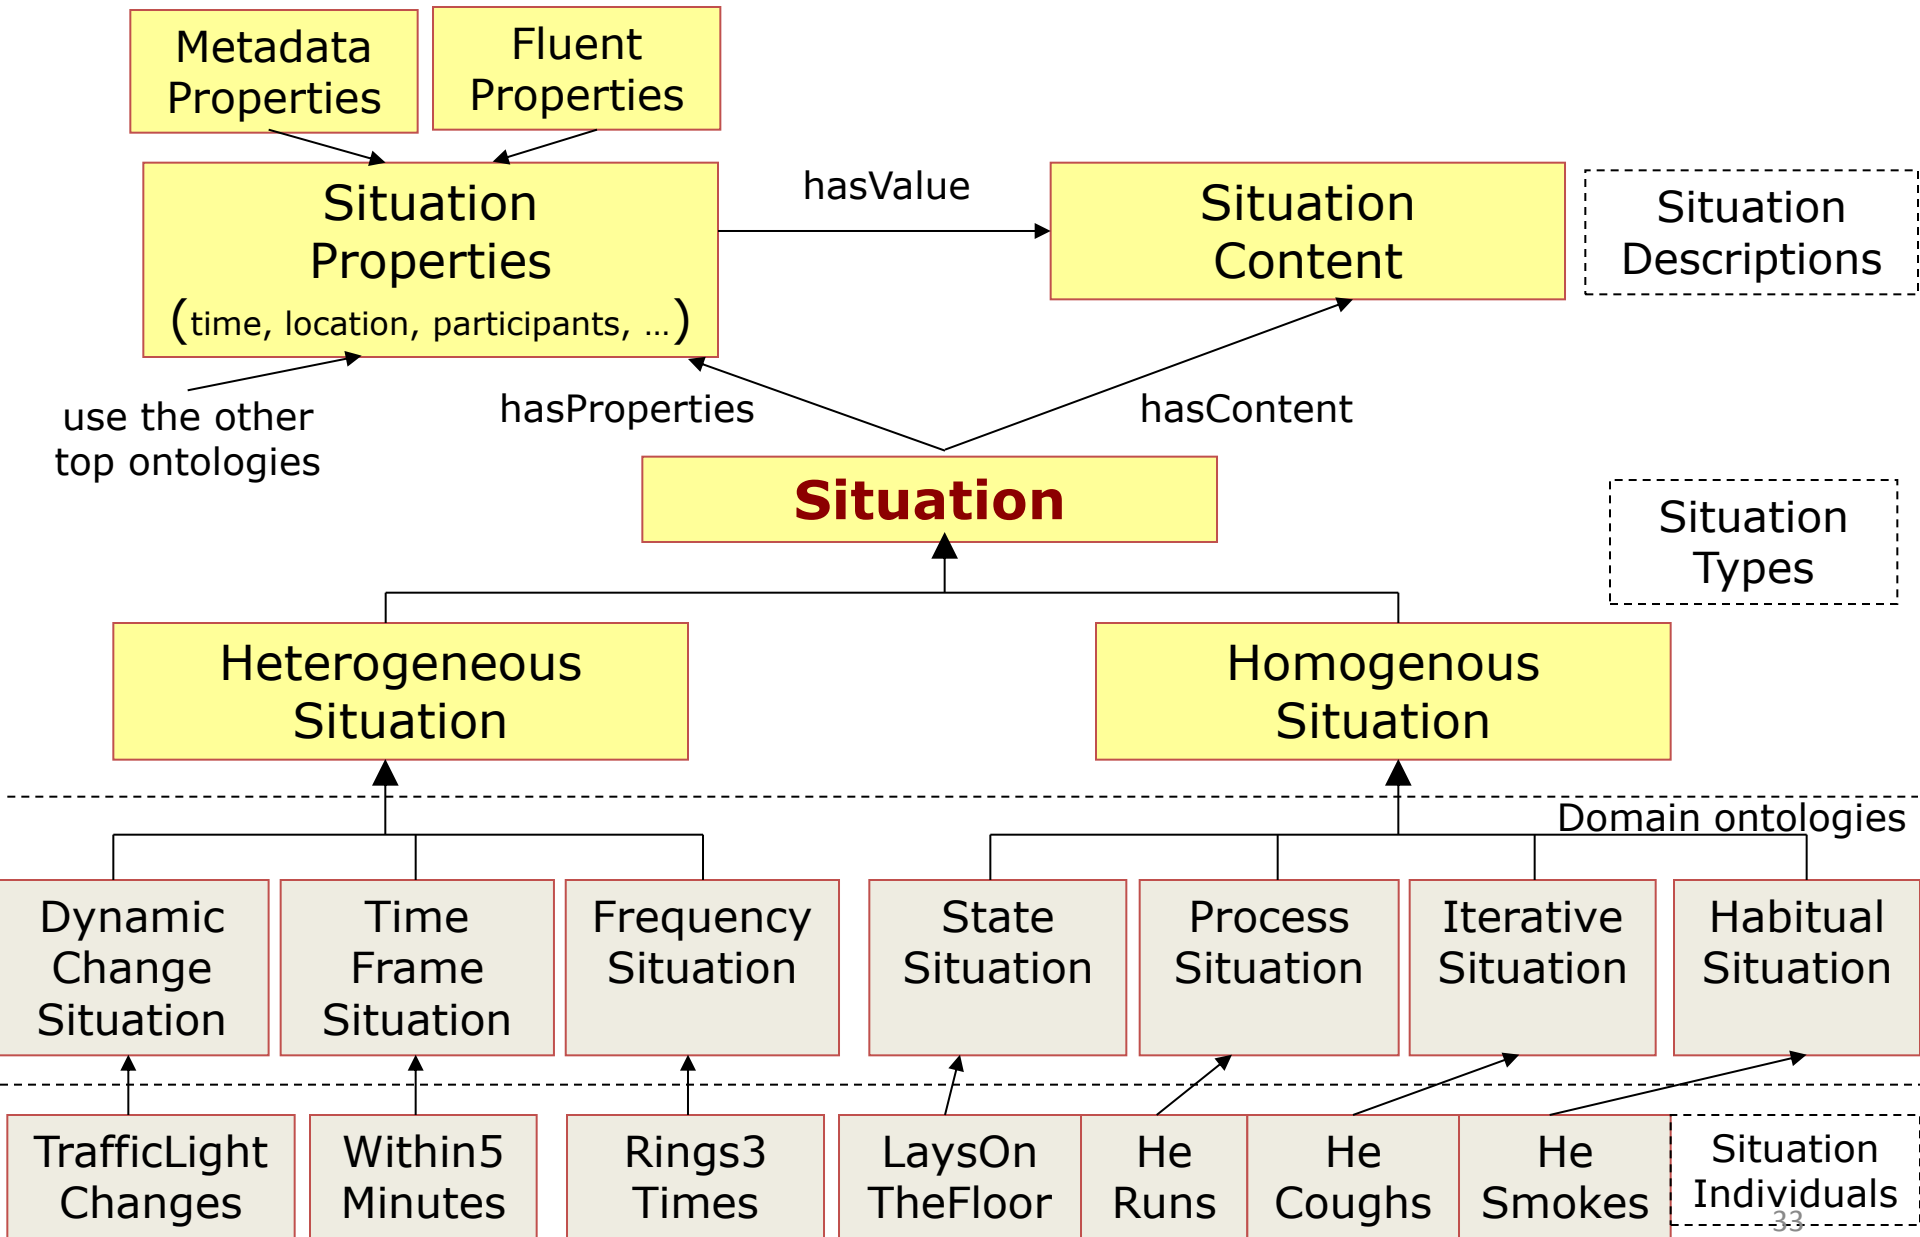 Metadata
Properties
Fluent
Properties
Situation
Properties
(time, location, participants, ...)
hasValue
Situation
Content
Situation
Descriptions
use the other
top ontologies
hasProperties
hasContent
Situation
Situation
Types
Heterogeneous
Situation
Homogenous
Situation
Domain ontologies
Dynamic
Change
Situation
Time
Frame
Situation
Frequency
Situation
State
Situation
Process
Situation
Iterative
Situation
Habitual
Situation
TrafficLight
Changes
Within5
Minutes
Rings3
Times
LaysOn
TheFloor
He
Runs
He
Coughs
He
Smokes
Situation
Individuals
33